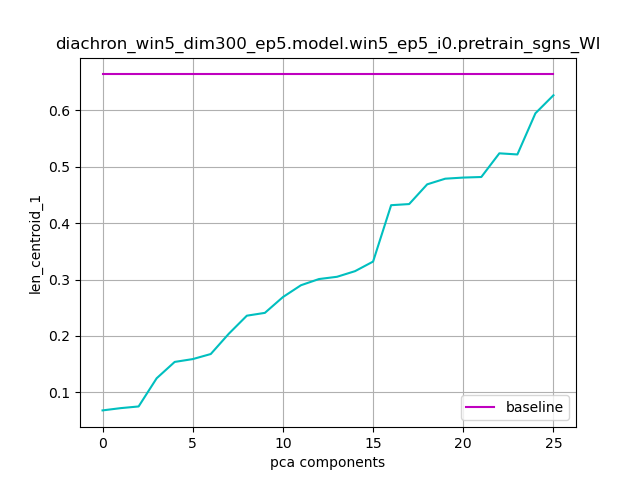 diachron_win5_dim300_ep5.model.win5_ep5_i0.pretrain_sgns_WI
0.6
0.5
0.4
0.3
0.2
0.1
len_centroid_1
baseline
0 5 10 15 20 25
pca components